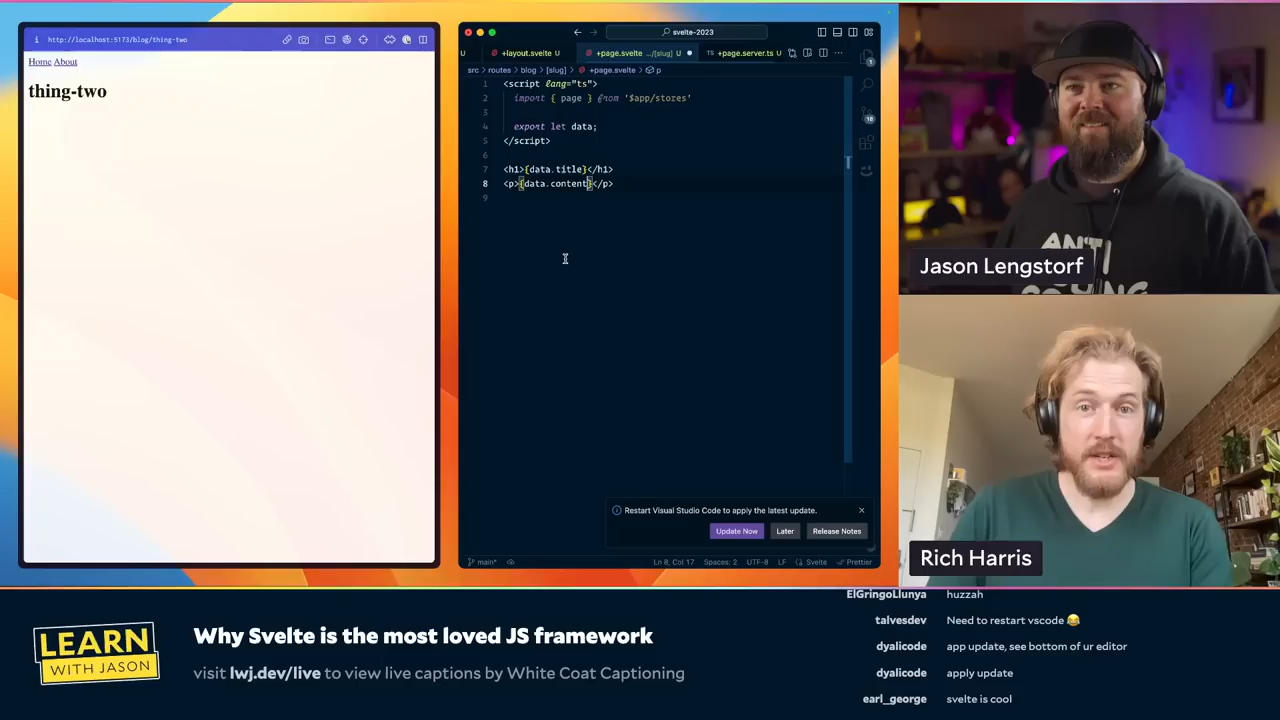 http://localhost:5173/blog/thing-two
Home About
thing-two
svelte-2023
U
+layout.svelte U
+page.svelte .../[slug] U
TS +page.server.ts U
src > routes > blog > [slug] > +page.svelte > p
1 <script lang="ts">
2 import { page } from '$app/stores'
3
4 export let data;
5 </script>
6
7 <h1>{data.title}</h1>
8 <p>{data.content}</p>
9
1
18
Restart Visual Studio Code to apply the latest update.
Update Now
Later
Release Notes
main*
Ln 8, Col 17
Spaces: 2
UTF-8
LF
Svelte
Prettier
ANTI
Jason Lengstorf
Rich Harris
LEARN
WITH JASON
Why Svelte is the most loved JS framework
visit lwj.dev/live to view live captions by White Coat Captioning
ElGringoLlunya huzzah
talvesdev Need to restart vscode 😂
dyalicode app update, see bottom of ur editor
dyalicode apply update
earl_george svelte is cool